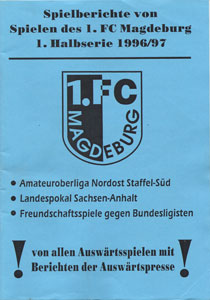 Spielberichte von
Spielen des 1. FC Magdeburg
1. Halbserie 1996/97
1.FC
MAGDEBURG
● Amateuroberliga Nordost Staffel-Süd
● Landespokal Sachsen-Anhalt
● Freundschaftsspiele gegen Bundesligisten
! von allen Auswärtsspielen mit !
Berichten der Auswärtspresse